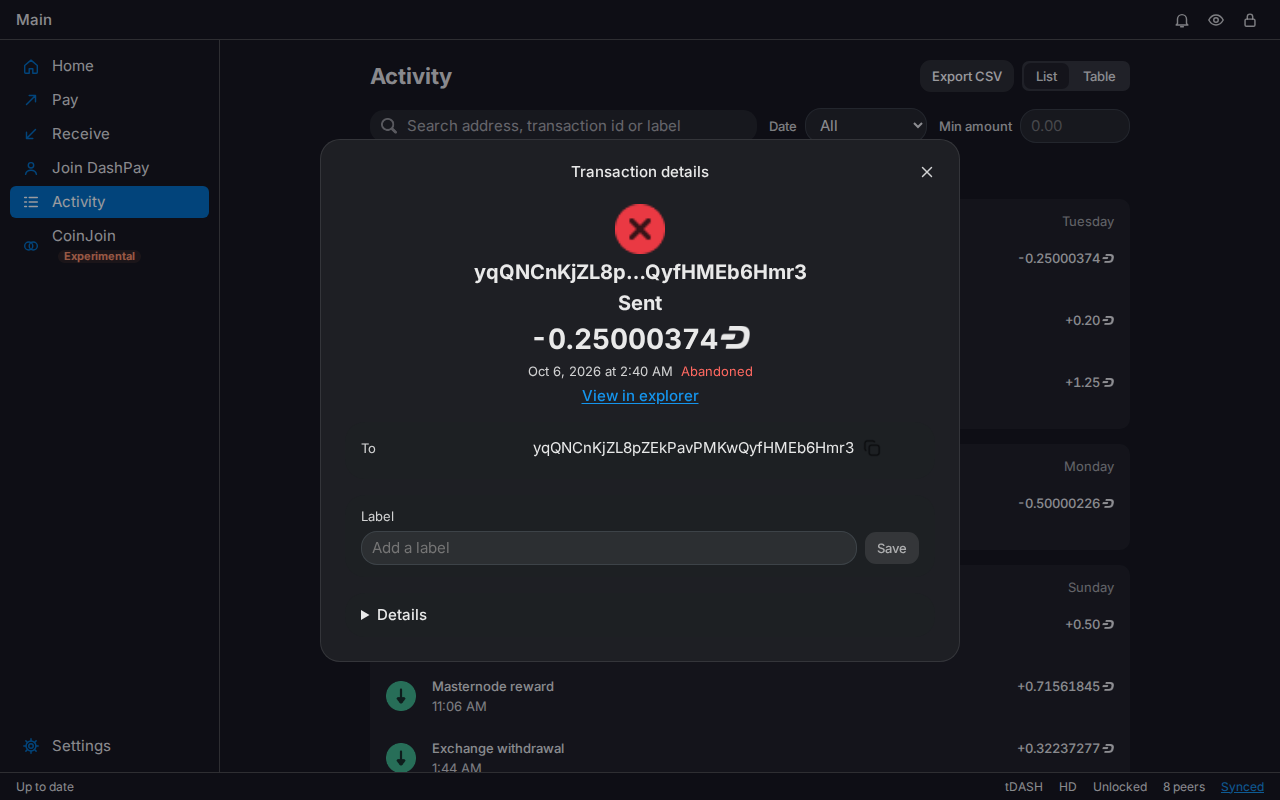 Main
Home
Pay
Receive
Join DashPay
Activity
CoinJoin
Experimental
Settings
Activity
Export CSV
List
Table
Search address, transaction id or label
Date
All
Min amount
0.00
Transaction details
yqQNCnKjZL8p...QyfHMEb6Hmr3
Sent
-0.25000374
Oct 6, 2026 at 2:40 AM Abandoned
View in explorer
To
yqQNCnKjZL8pZEkPavPMKwQyfHMEb6Hmr3
Label
Add a label
Save
Details
Tuesday
-0.25000374
+0.20
+1.25
Monday
-0.50000226
Sunday
+0.50
Masternode reward
11:06 AM
+0.71561845
Exchange withdrawal
1:44 AM
+0.32237277
Up to date
tDASH
HD
Unlocked
8 peers
Synced